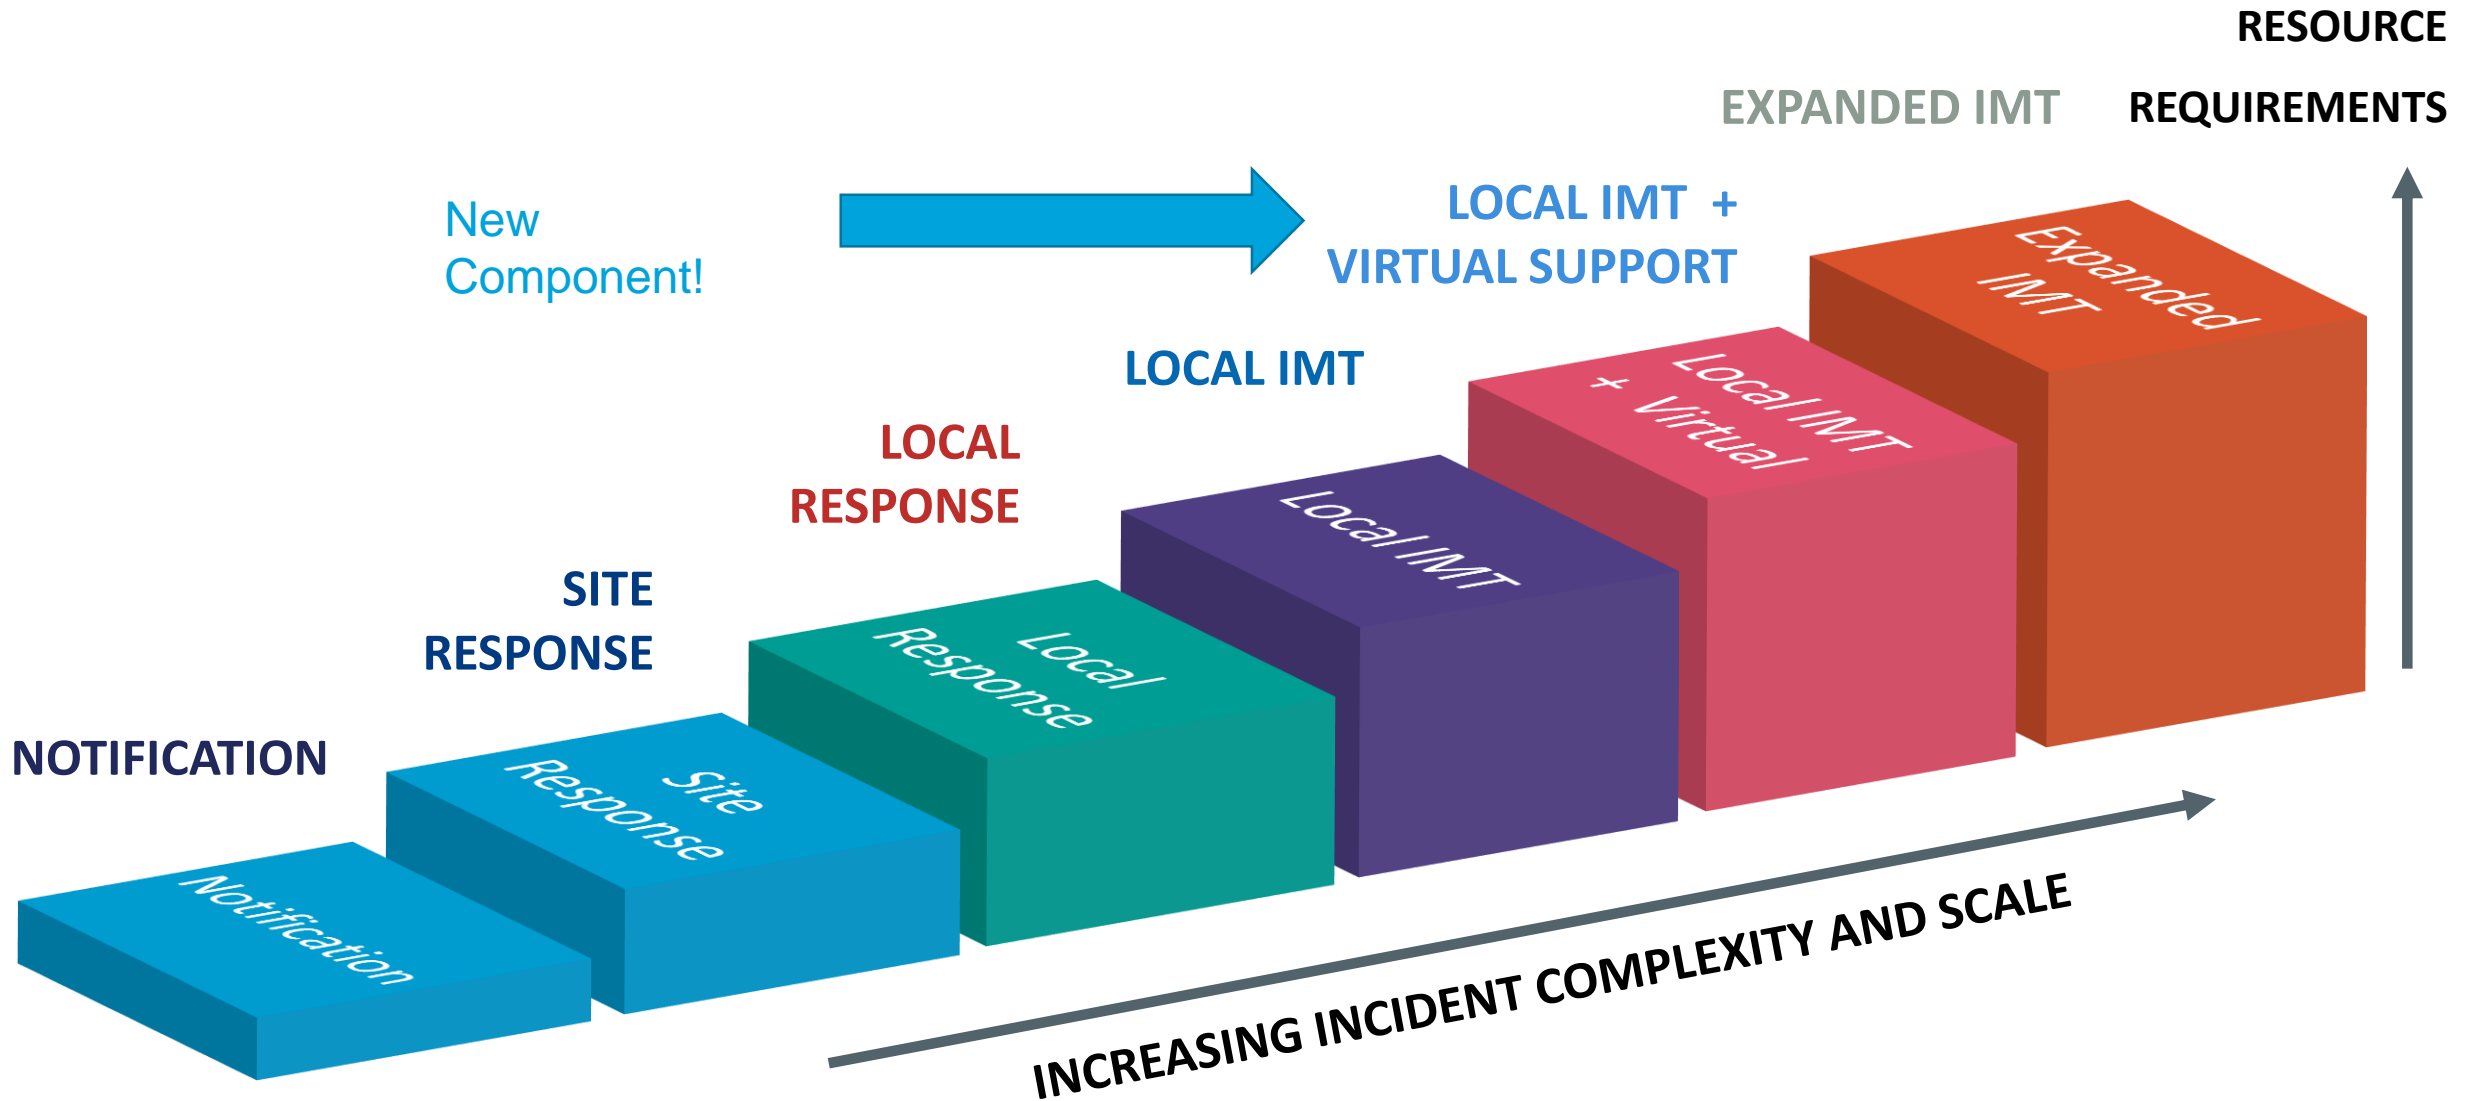 RESOURCE
REQUIREMENTS
EXPANDED IMT
New
Component!
LOCAL IMT +
VIRTUAL SUPPORT
LOCAL IMT
LOCAL
RESPONSE
SITE
RESPONSE
NOTIFICATION
Notification
Site
Response
Local
Response
Local IMT
Local IMT
+ Virtual
Expanded
IMT
INCREASING INCIDENT COMPLEXITY AND SCALE